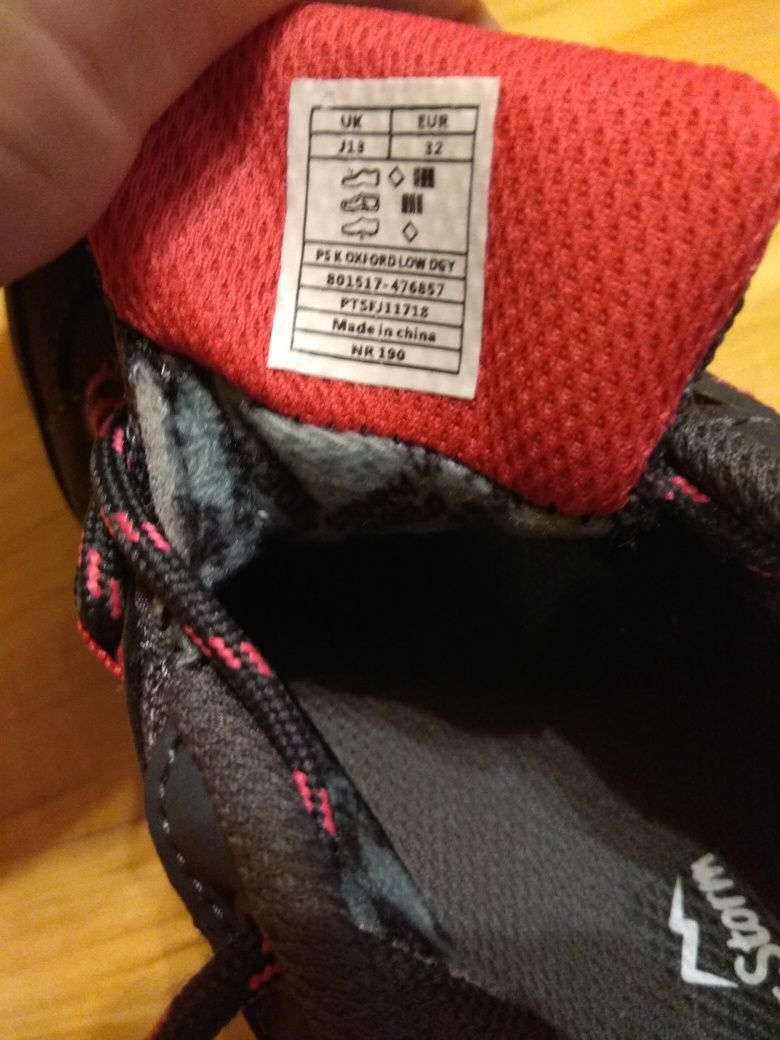 UK EUR
J13 32
PS K OXFORD LOW DGY
801517-476857
PTSFJ11718
Made in china
NR 190
Storm